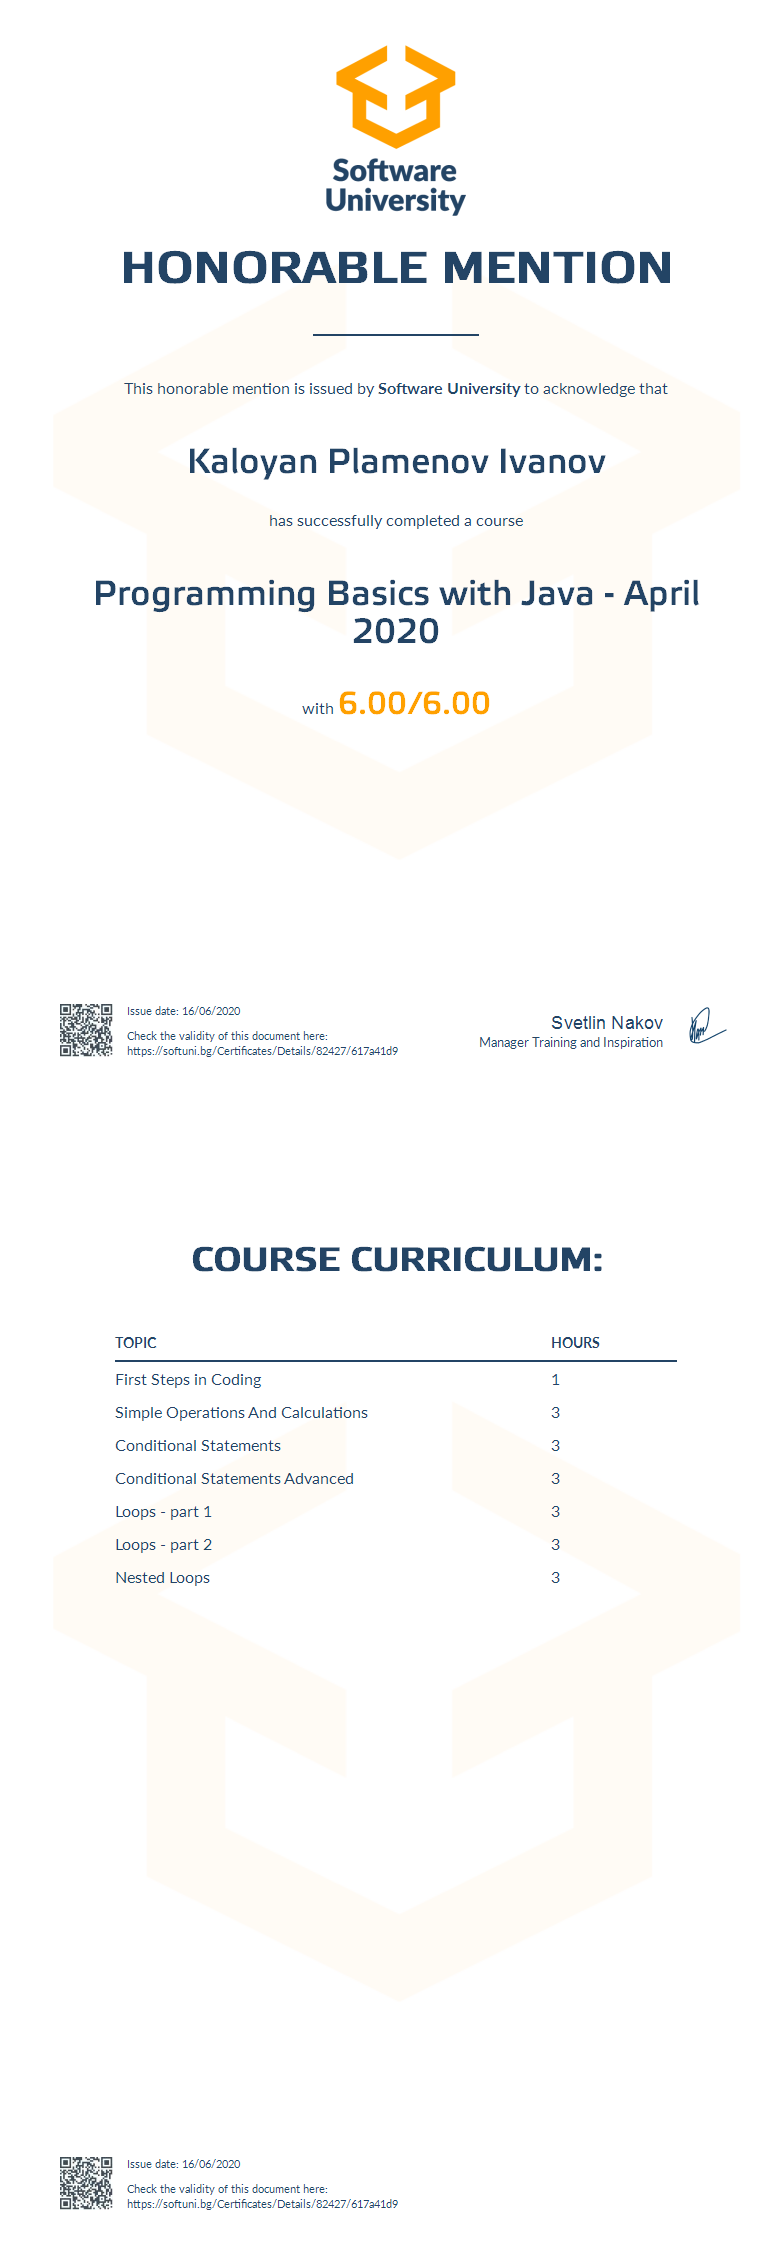 Software
University
HONORABLE MENTION
This honorable mention is issued by Software University to acknowledge that
Kaloyan Plamenov Ivanov
has successfully completed a course
Programming Basics with Java - April
2020
with 6.00/6.00
Issue date: 16/06/2020
Check the validity of this document here:
https://softuni.bg/Certificates/Details/82427/617a41d9
Svetlin Nakov
Manager Training and Inspiration
COURSE CURRICULUM:
TOPIC HOURS
First Steps in Coding 1
Simple Operations And Calculations 3
Conditional Statements 3
Conditional Statements Advanced 3
Loops - part 1 3
Loops - part 2 3
Nested Loops 3
Issue date: 16/06/2020
Check the validity of this document here:
https://softuni.bg/Certificates/Details/82427/617a41d9